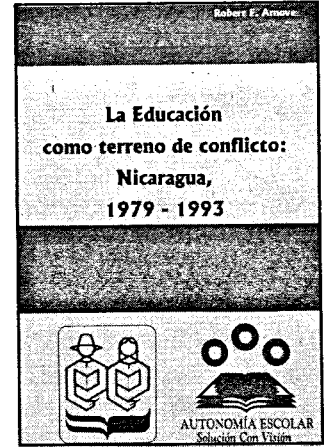 Robert F. Arnove
La Educación
como terreno de conflicto:
Nicaragua,
1979 - 1993
AUTONOMÍA ESCOLAR
Solución Con Visión